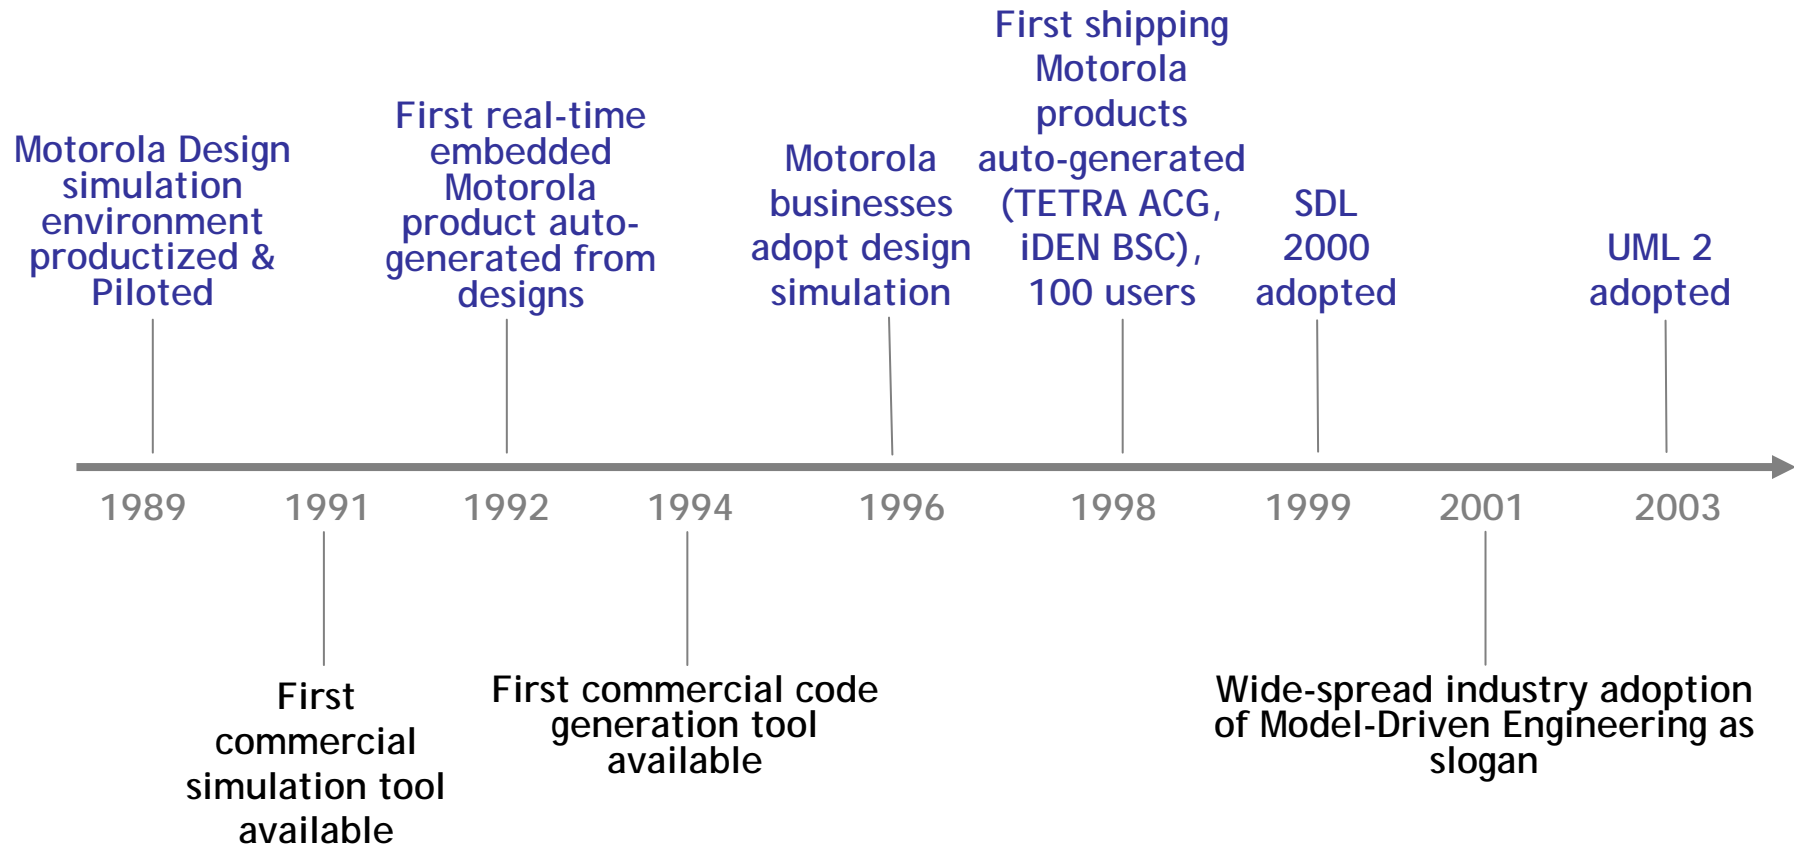 Motorola Design
simulation
environment
productized &
Piloted
First real-time
embedded
Motorola
product auto-
generated from
designs
Motorola
businesses
adopt design
simulation
First shipping
Motorola
products
auto-generated
(TETRA ACG,
iDEN BSC),
100 users
SDL
2000
adopted
UML 2
adopted
1989
1991
1992
1994
1996
1998
1999
2001
2003
First
commercial
simulation tool
available
First commercial code
generation tool
available
Wide-spread industry adoption
of Model-Driven Engineering as
slogan